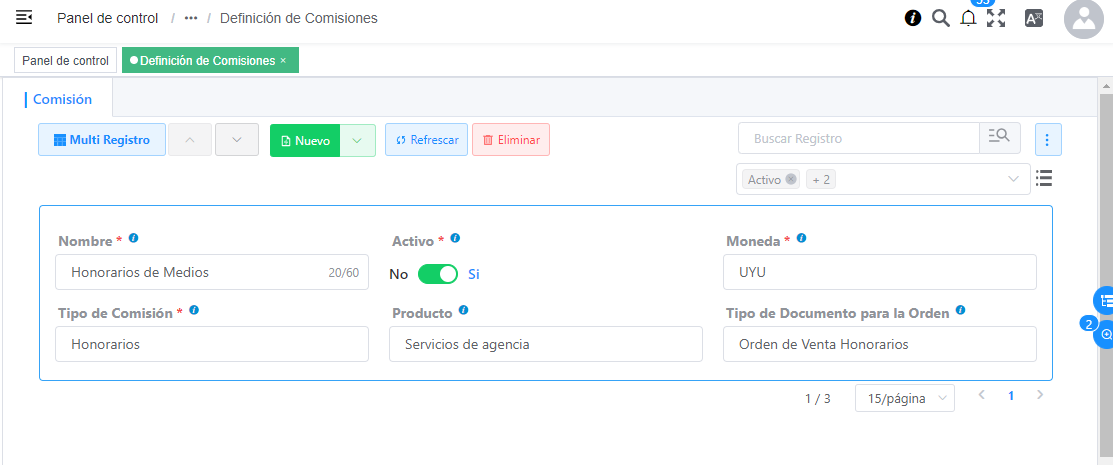 Panel de control / ••• / Definición de Comisiones
Panel de control Definición de Comisiones ×
Comisión
Multi Registro Nuevo Refrescar Eliminar Buscar Registro
Activo + 2
Nombre * Activo * Moneda *
Honorarios de Medios 20/60 No Si UYU
Tipo de Comisión * Producto Tipo de Documento para la Orden
Honorarios Servicios de agencia Orden de Venta Honorarios
1 / 3 15/página 1
2